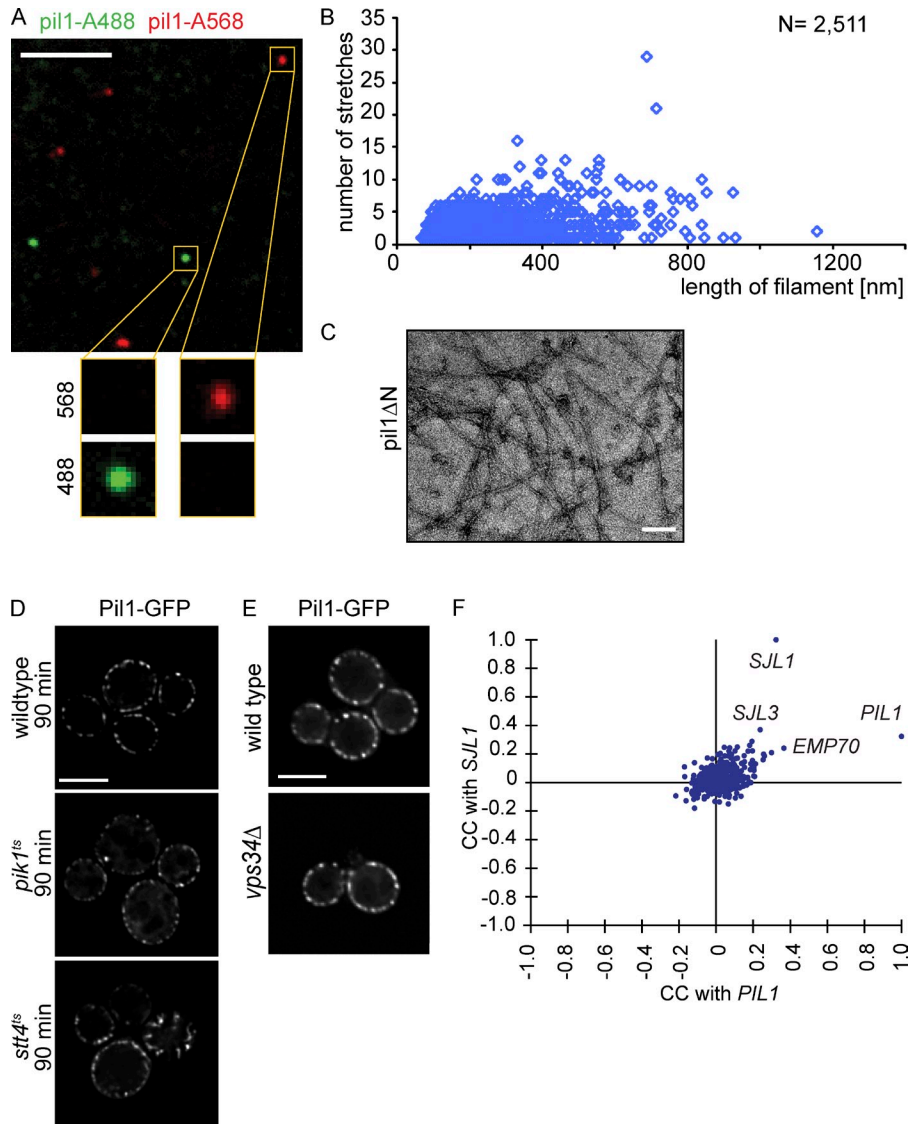 A
pil1-A488 pil1-A568
568
488
B
N= 2,511
number of stretches
35
30
25
20
15
10
5
0
0 400 800 1200
length of filament [nm]
C
pil1ΔN
D
Pil1-GFP
wildtype
90 min
pik1ts
90 min
stt4ts
90 min
E
Pil1-GFP
wild type
vps34Δ
F
CC with SJL1
1.0
0.8
0.6
0.4
0.2
0
-0.2
-0.4
-0.6
-0.8
-1.0
SJL1
SJL3
PIL1
EMP70
-1.0 -0.8 -0.6 -0.4 -0.2 0 0.2 0.4 0.6 0.8 1.0
CC with PIL1